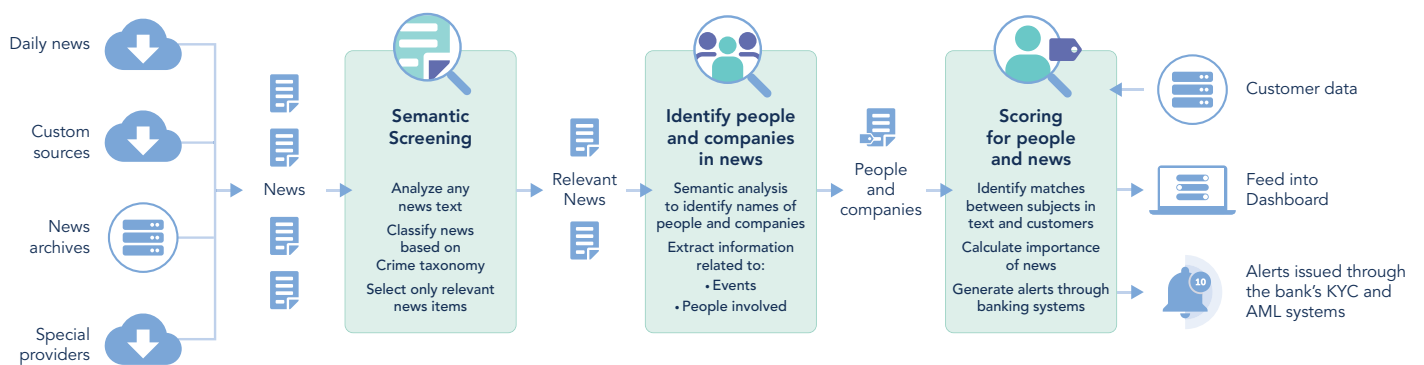 Daily news
Custom
sources
News
archives
Special
providers
News
Semantic
Screening
Analyze any
news text
Classify news
based on
Crime taxonomy
Select only relevant
news items
Relevant
News
Identify people
and companies
in news
Semantic analysis
to identify names of
people and companies
Extract information
related to:
• Events
• People involved
People
and
companies
Scoring
for people
and news
Identify matches
between subjects in
text and customers
Calculate importance
of news
Generate alerts through
banking systems
Customer data
Feed into
Dashboard
10
Alerts issued through
the bank's KYC and
AML systems